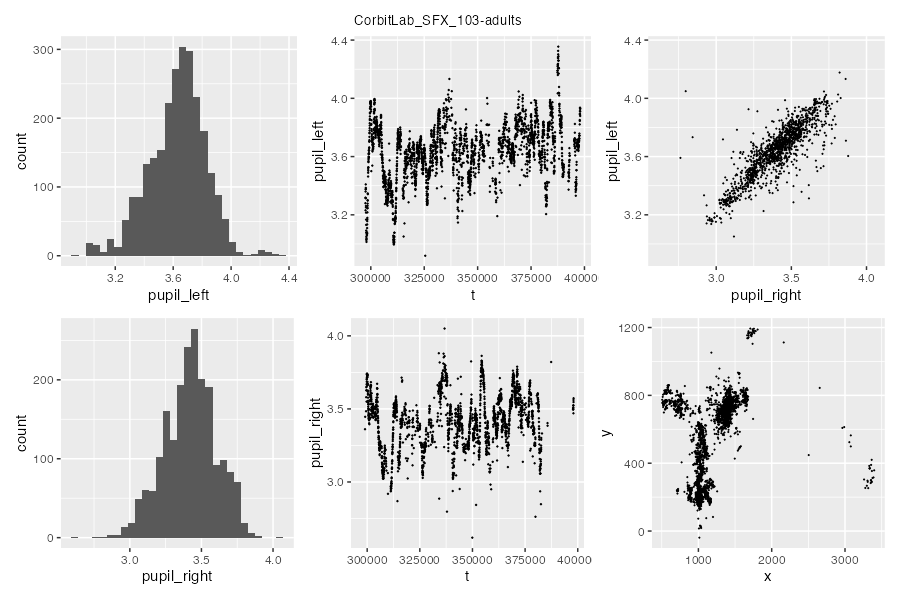 CorbitLab_SFX_103-adults
300
200
100
0
count
3.2 3.6 4.0 4.4
pupil_left
4.4
4.0
3.6
3.2
pupil_left
300000 325000 350000 375000 40000
t
4.4
4.0
3.6
3.2
pupil_left
3.0 3.5 4.0
pupil_right
200
100
0
count
3.0 3.5 4.0
pupil_right
4.0
3.5
3.0
pupil_right
300000 325000 350000 375000 40000
t
1200
800
400
0
y
1000 2000 3000
x